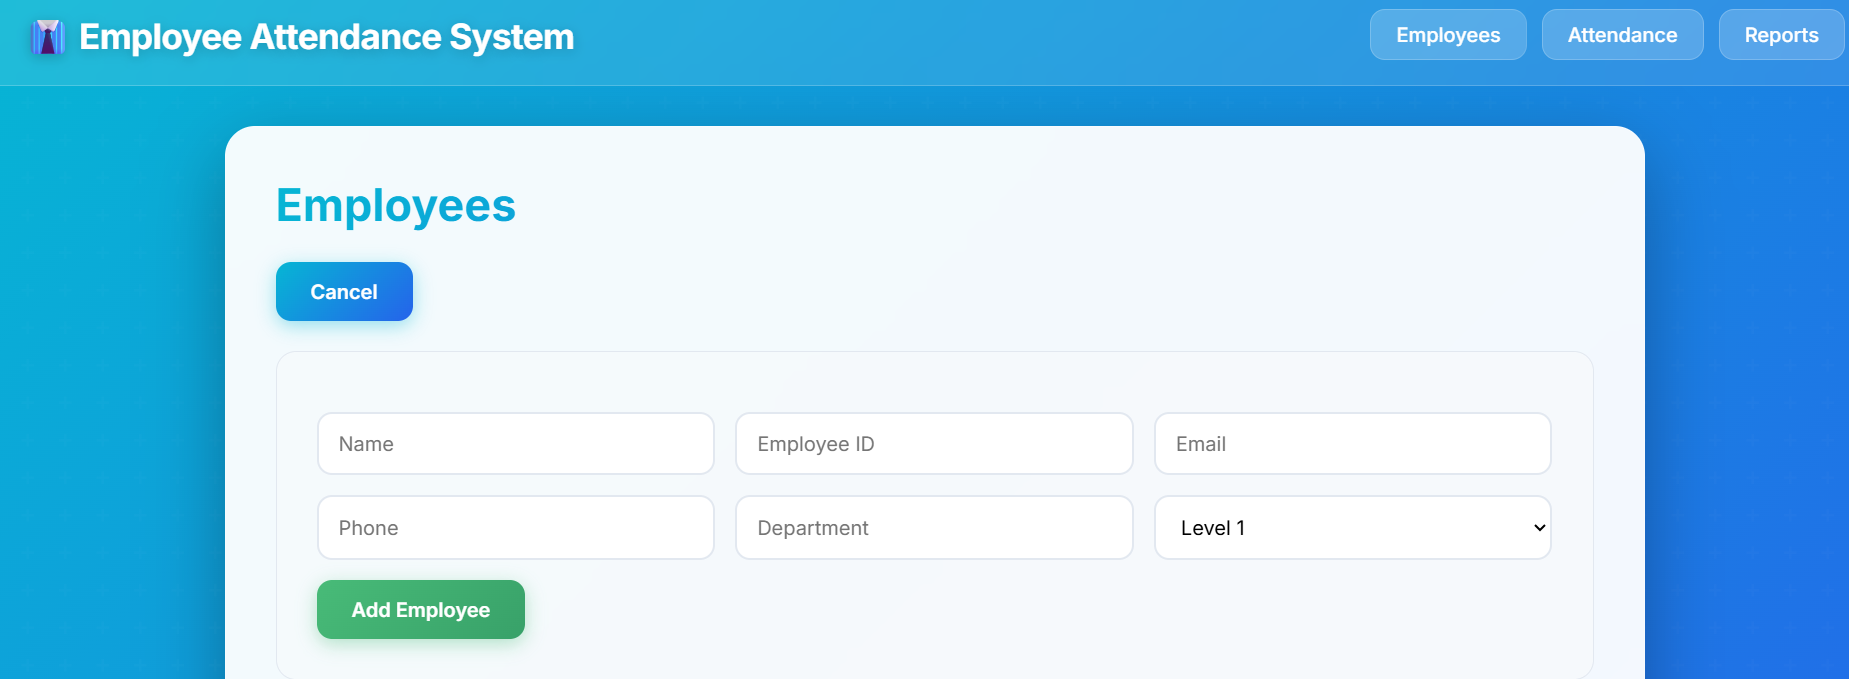 Employee Attendance System
Employees Attendance Reports
Employees
Cancel
Name Employee ID Email
Phone Department Level 1
Add Employee